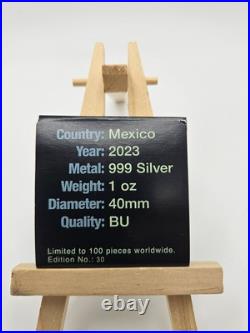 Country: Mexico
Year: 2023
Metal: 999 Silver
Weight: 1 oz
Diameter: 40mm
Quality: BU
Limited to 100 pieces worldwide.
Edition No.: 30